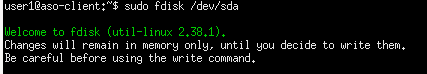 user1@aso-client:~$ sudo fdisk /dev/sda
Welcome to fdisk (util-linux 2.38.1).
Changes will remain in memory only, until you decide to write them.
Be careful before using the write command.